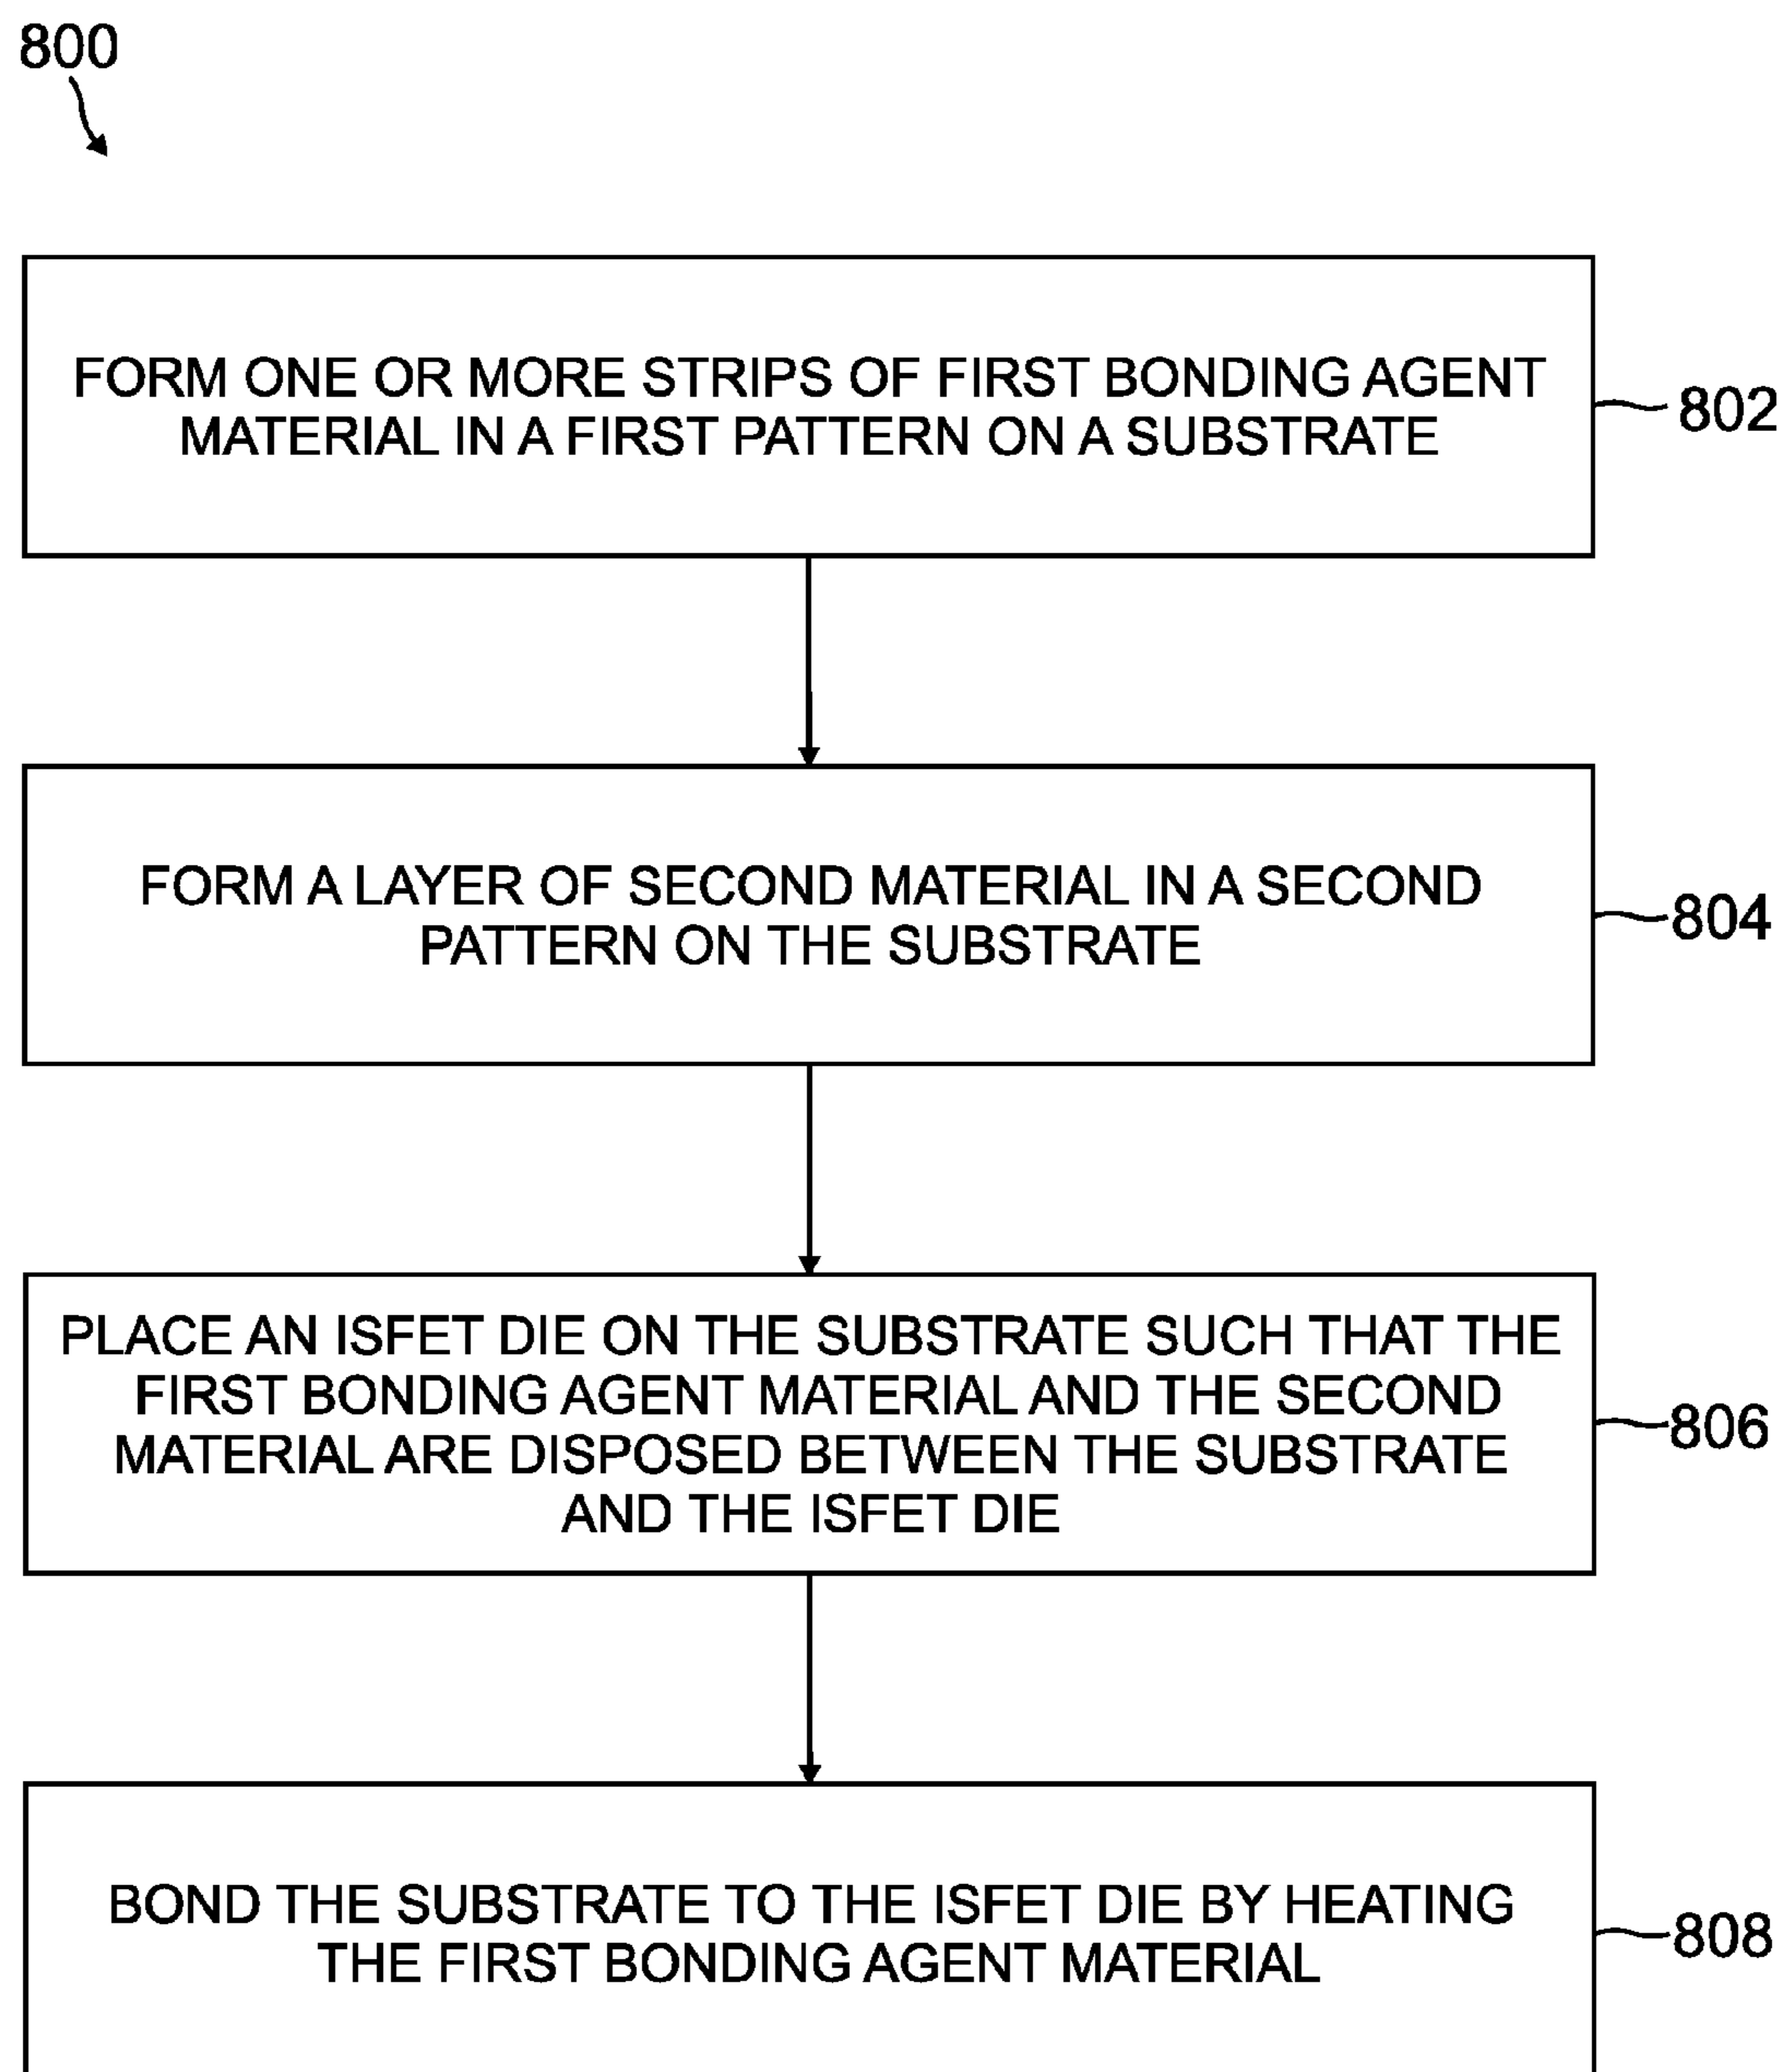 800
FORM ONE OR MORE STRIPS OF FIRST BONDING AGENT
MATERIAL IN A FIRST PATTERN ON A SUBSTRATE
802
FORM A LAYER OF SECOND MATERIAL IN A SECOND
PATTERN ON THE SUBSTRATE
804
PLACE AN ISFET DIE ON THE SUBSTRATE SUCH THAT THE
FIRST BONDING AGENT MATERIAL AND THE SECOND
MATERIAL ARE DISPOSED BETWEEN THE SUBSTRATE
AND THE ISFET DIE
806
BOND THE SUBSTRATE TO THE ISFET DIE BY HEATING
THE FIRST BONDING AGENT MATERIAL
808